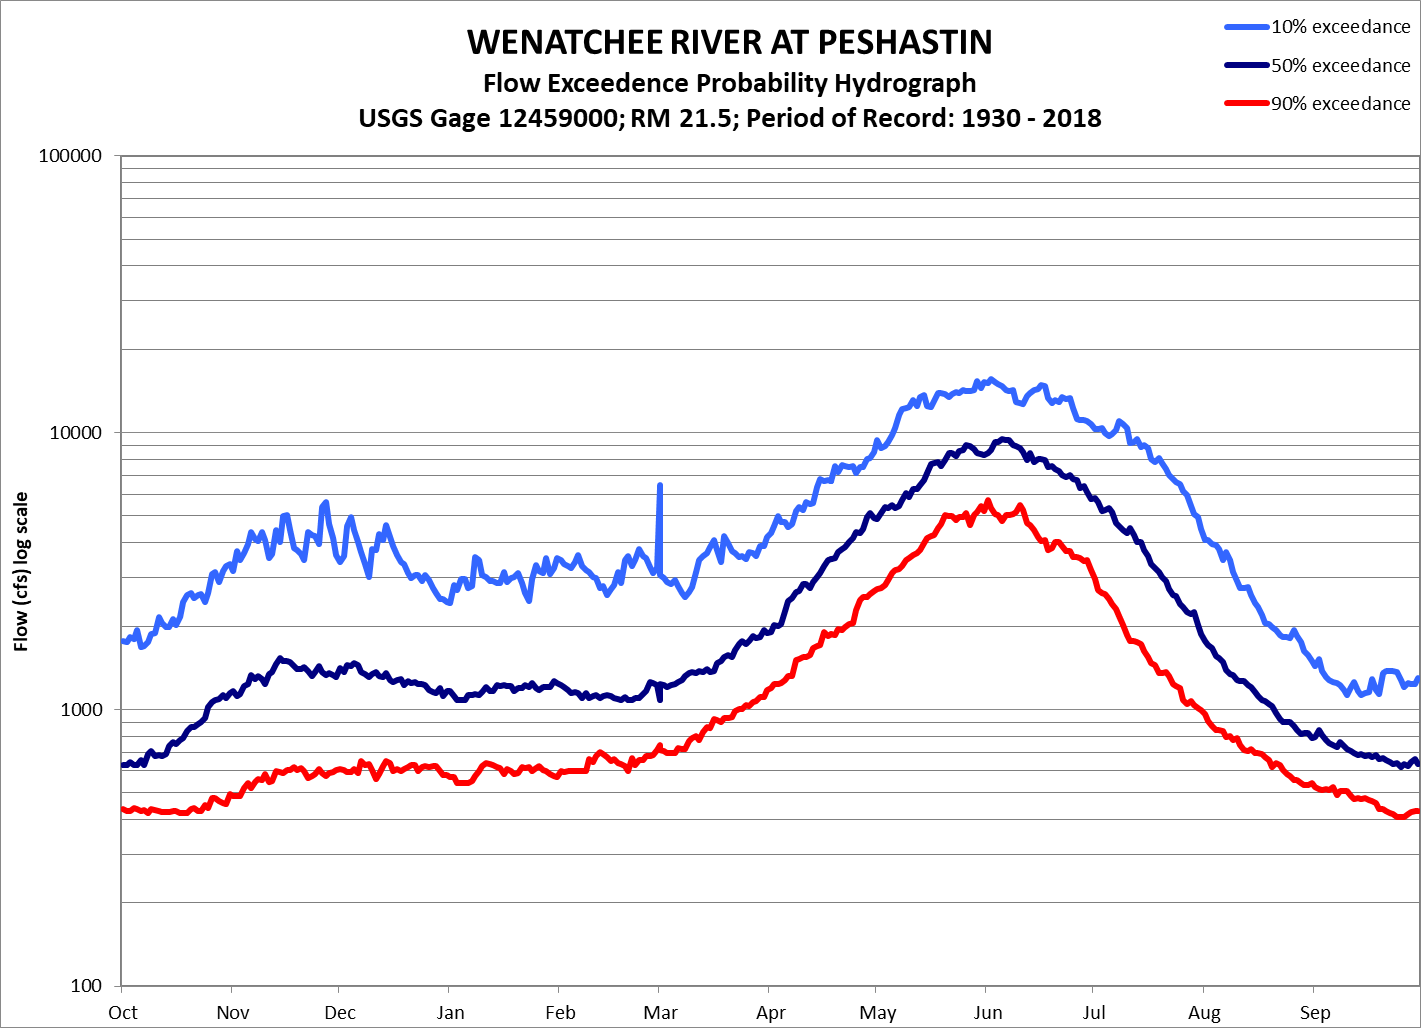 WENATCHEE RIVER AT PESHASTIN
Flow Exceedence Probability Hydrograph
USGS Gage 12459000; RM 21.5; Period of Record: 1930 - 2018
10% exceedance
50% exceedance
90% exceedance
Flow (cfs) log scale
100000
10000
1000
100
Oct Nov Dec Jan Feb Mar Apr May Jun Jul Aug Sep